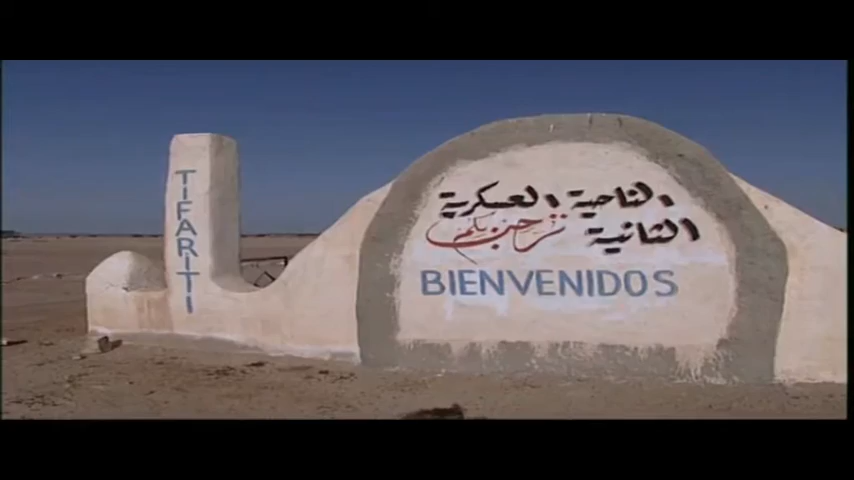 TIFARITI
الناحية العسكرية
الثانية ترحب بكم
BIENVENIDOS